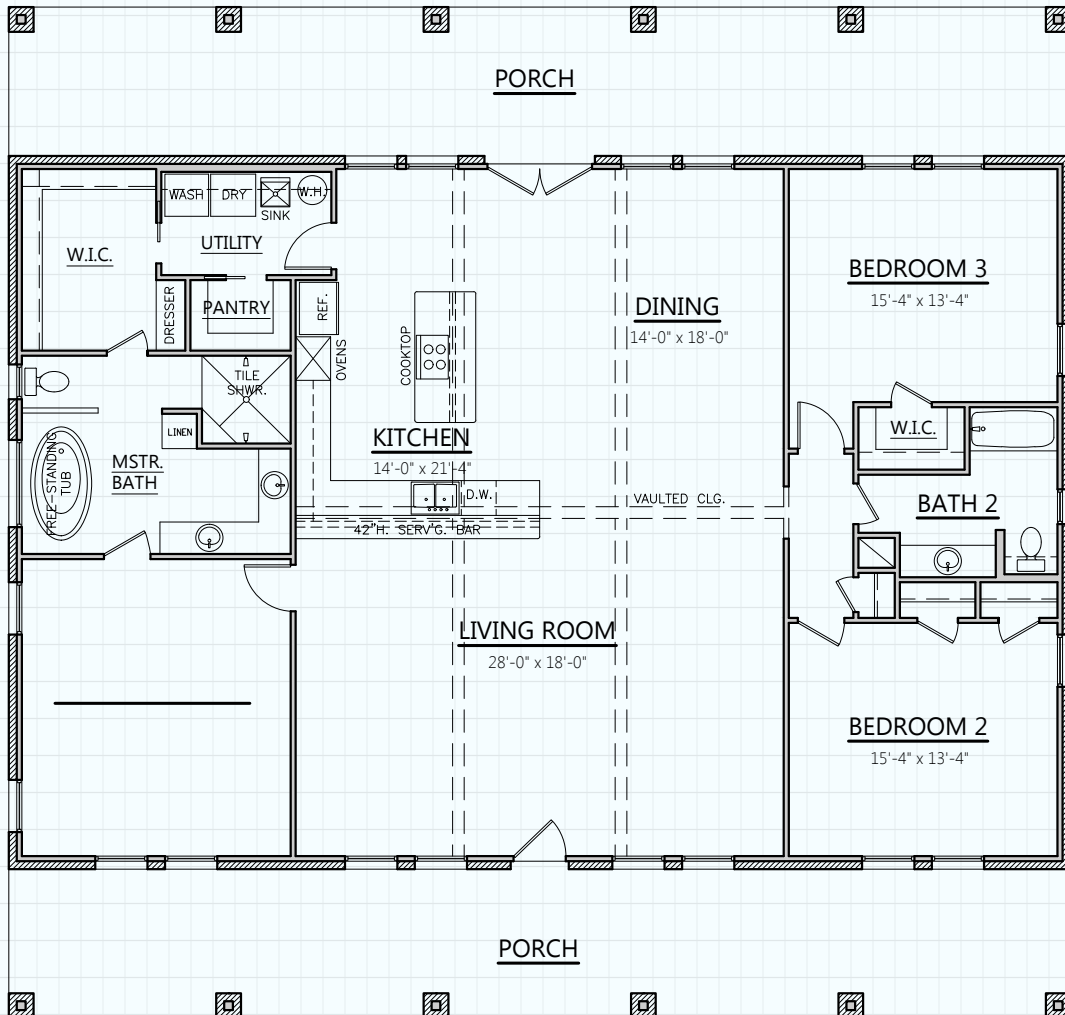 PORCH
WASH
DRY
W.H.
SINK
UTILITY
W.I.C.
DRESSER
PANTRY
REF.
OVENS
COOKTOP
DINING
14'-0" x 18'-0"
BEDROOM 3
15'-4" x 13'-4"
TILE
SHWR.
LINEN
FREE-STANDING
TUB
MSTR.
BATH
KITCHEN
14'-0" x 21'-4"
D.W.
42"H. SERV'G. BAR
VAULTED CLG.
W.I.C.
BATH 2
LIVING ROOM
28'-0" x 18'-0"
BEDROOM 2
15'-4" x 13'-4"
PORCH